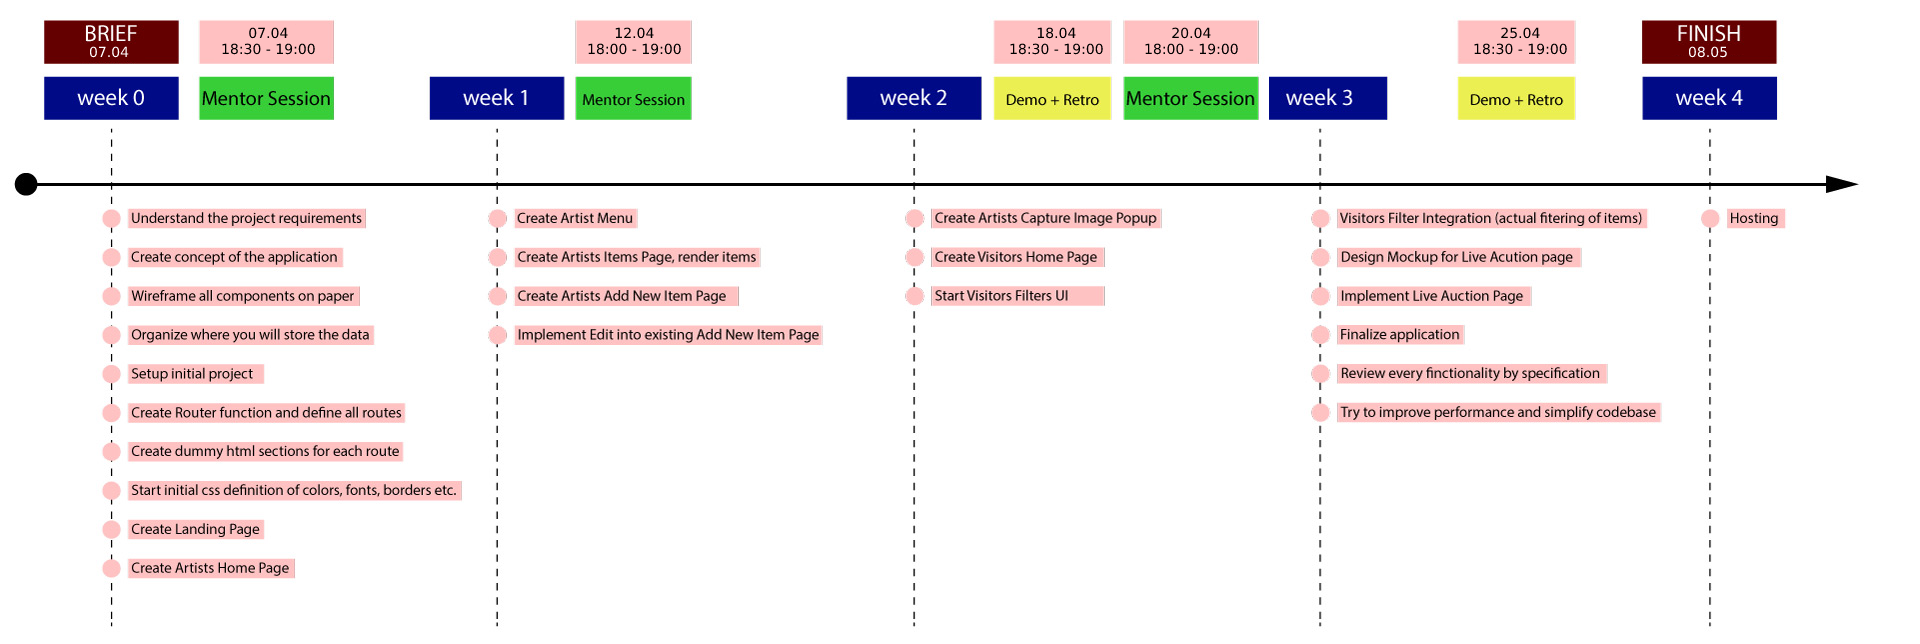 BRIEF
07.04
07.04
18:30 - 19:00
12.04
18:00 - 19:00
18.04
18:30 - 19:00
20.04
18:00 - 19:00
25.04
18:30 - 19:00
FINISH
08.05
week 0
Mentor Session
week 1
Mentor Session
week 2
Demo + Retro
Mentor Session
week 3
Demo + Retro
week 4
Understand the project requirements
Create concept of the application
Wireframe all components on paper
Organize where you will store the data
Setup initial project
Create Router function and define all routes
Create dummy html sections for each route
Start initial css definition of colors, fonts, borders etc.
Create Landing Page
Create Artists Home Page
Create Artist Menu
Create Artists Items Page, render items
Create Artists Add New Item Page
Implement Edit into existing Add New Item Page
Create Artists Capture Image Popup
Create Visitors Home Page
Start Visitors Filters UI
Visitors Filter Integration (actual fitering of items)
Design Mockup for Live Acution page
Implement Live Auction Page
Finalize application
Review every finctionality by specification
Try to improve performance and simplify codebase
Hosting